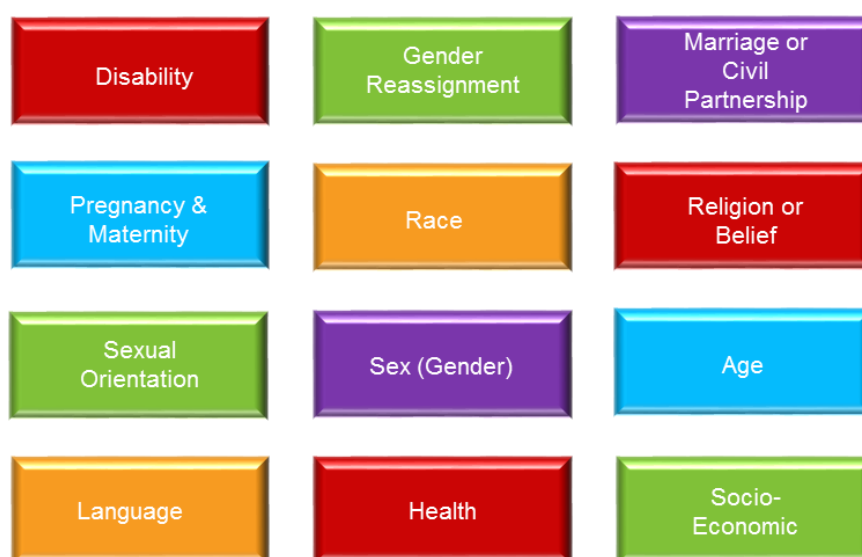 Disability
Gender
Reassignment
Marriage or
Civil
Partnership
Pregnancy &
Maternity
Race
Religion or
Belief
Sexual
Orientation
Sex (Gender)
Age
Language
Health
Socio-
Economic